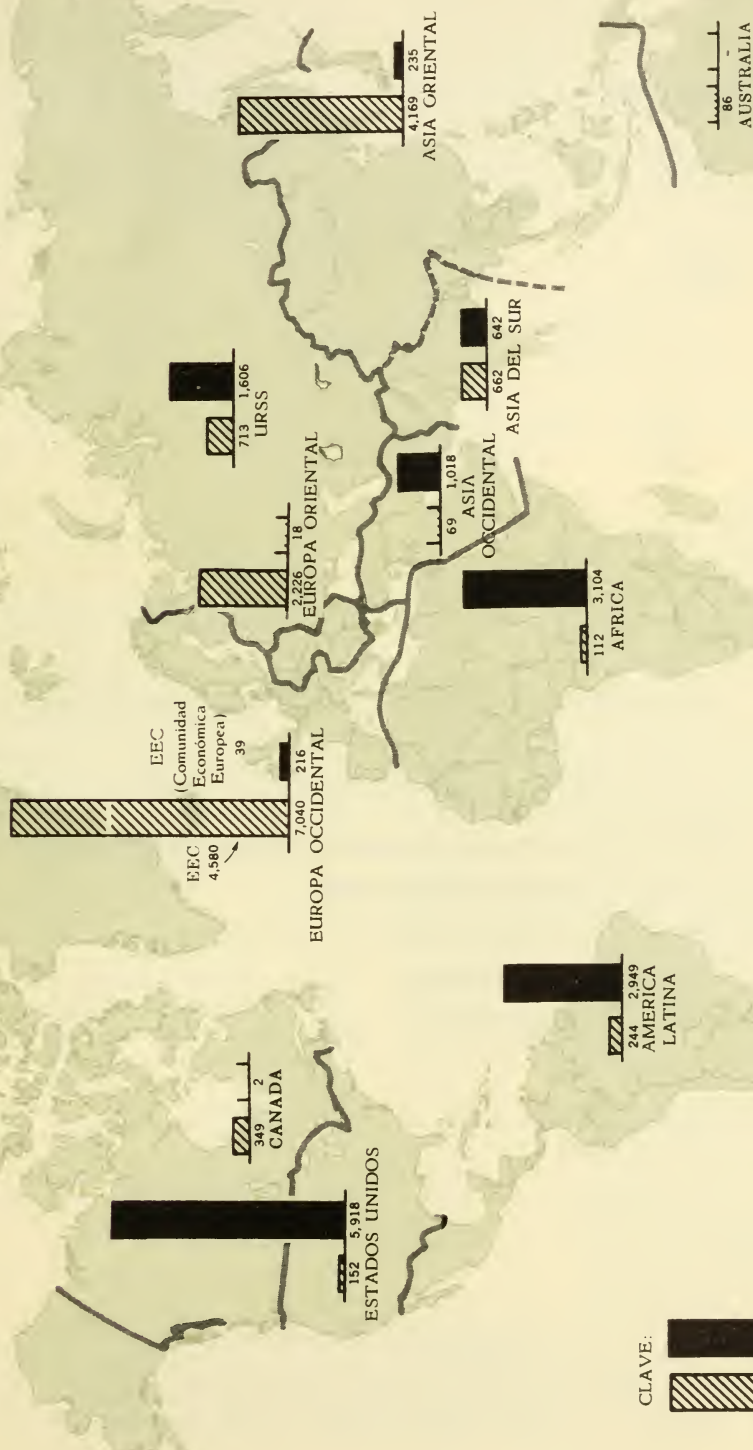 EEC
4,580
EEC
(Comunidad
Económica
Europea)
39
7,040 216
EUROPA OCCIDENTAL
2,226 18
EUROPA ORIENTAL
713 1,606
URSS
4,169 235
ASIA ORIENTAL
349 2
CANADA
152 5,918
ESTADOS UNIDOS
69 1,018
ASIA
OCCIDENTAL
662 642
ASIA DEL SUR
112 3,104
AFRICA
244 2,949
AMERICA
LATINA
86 -
AUSTRALIA
CLAVE: